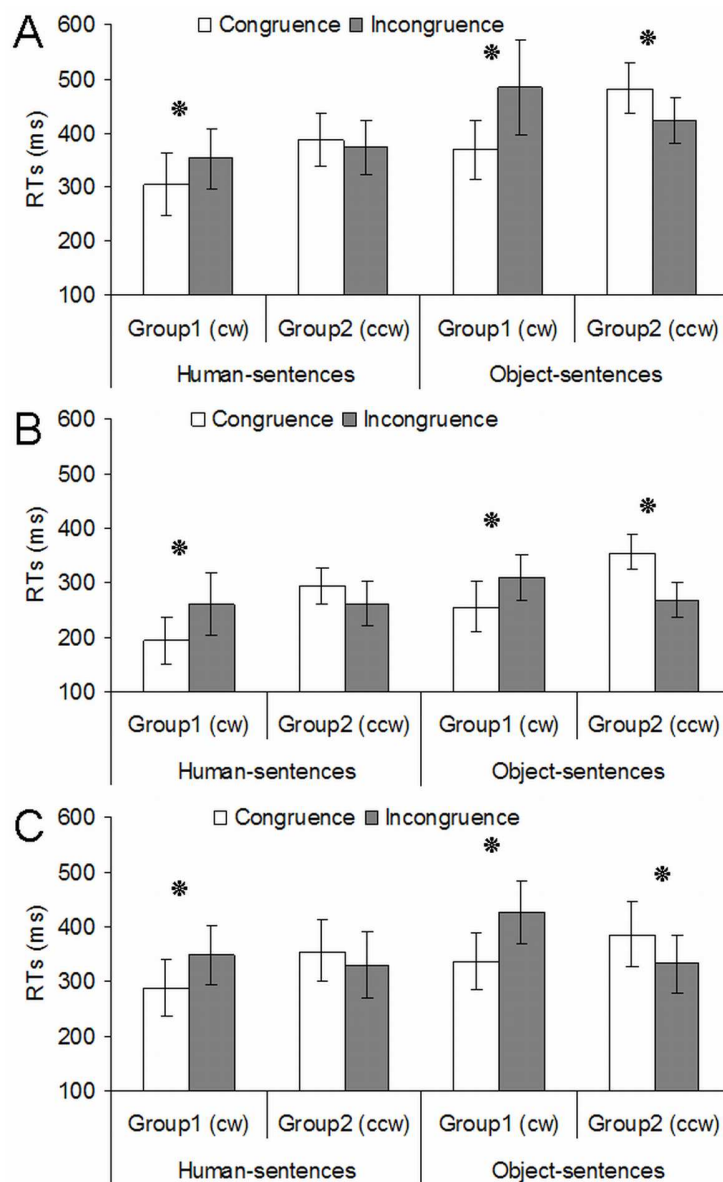 A
Congruence Incongruence
RTs (ms)
600
500
400
300
200
100
* * *
Group1 (cw) Group2 (ccw) Group1 (cw) Group2 (ccw)
Human-sentences Object-sentences
B
Congruence Incongruence
RTs (ms)
600
500
400
300
200
100
* * *
Group1 (cw) Group2 (ccw) Group1 (cw) Group2 (ccw)
Human-sentences Object-sentences
C
Congruence Incongruence
RTs (ms)
600
500
400
300
200
100
* * *
Group1 (cw) Group2 (ccw) Group1 (cw) Group2 (ccw)
Human-sentences Object-sentences